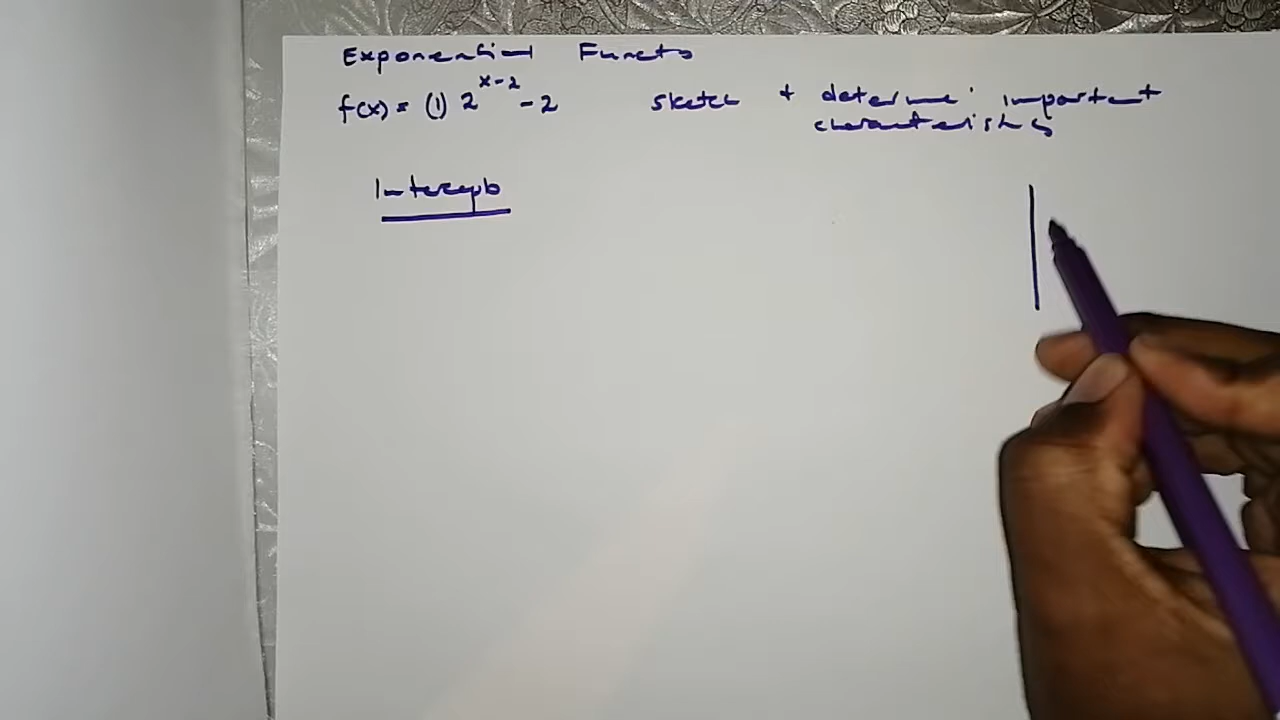 Exponential Functs
f(x) = (1) 2^{x-2} - 2 sketch + determine : important
characteristics
Intercepts